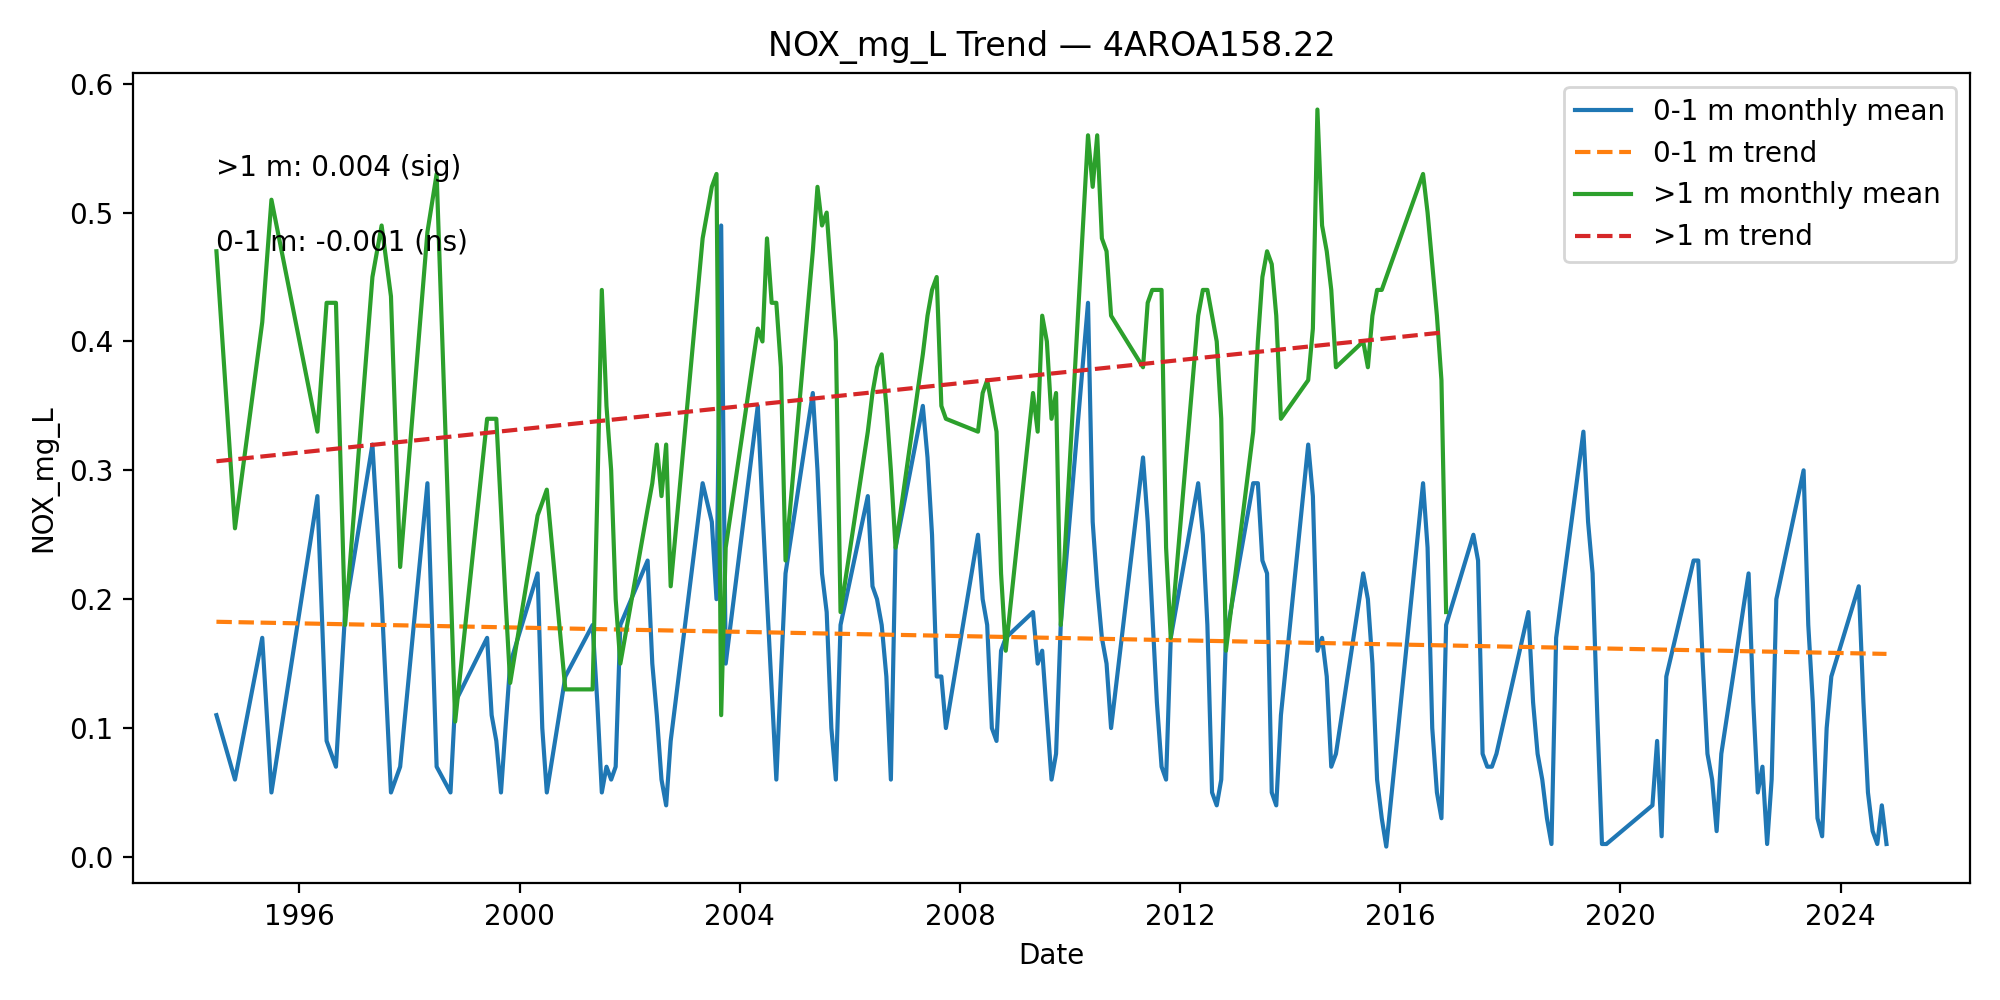 NOX_mg_L Trend — 4AROA158.22
0.6
0.5
0.4
0.3
0.2
0.1
0.0
NOX_mg_L
>1 m: 0.004 (sig)
0-1 m: -0.001 (ns)
0-1 m monthly mean
0-1 m trend
>1 m monthly mean
>1 m trend
1996
2000
2004
2008
2012
2016
2020
2024
Date